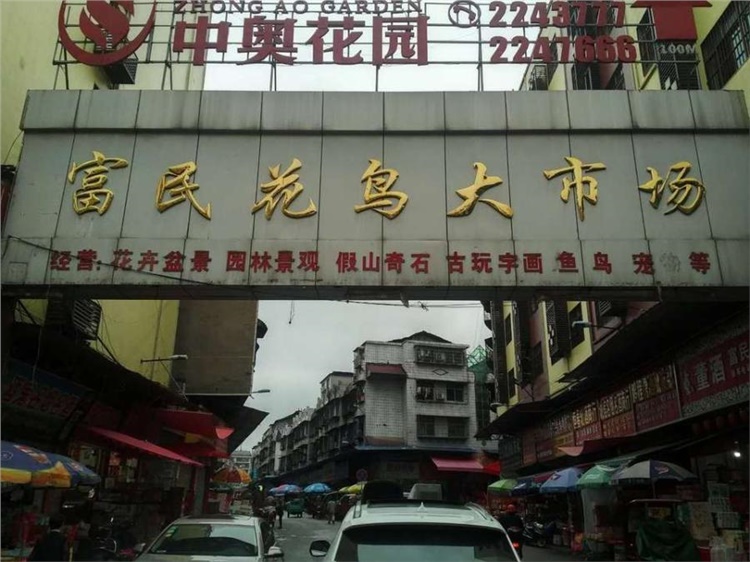 ZHONG AO GARDEN
中奥花园
2243777
2247666
100M
富民花鸟大市场
经营:花卉盆景 园林景观 假山奇石 古玩字画 鱼 鸟 宠物 等